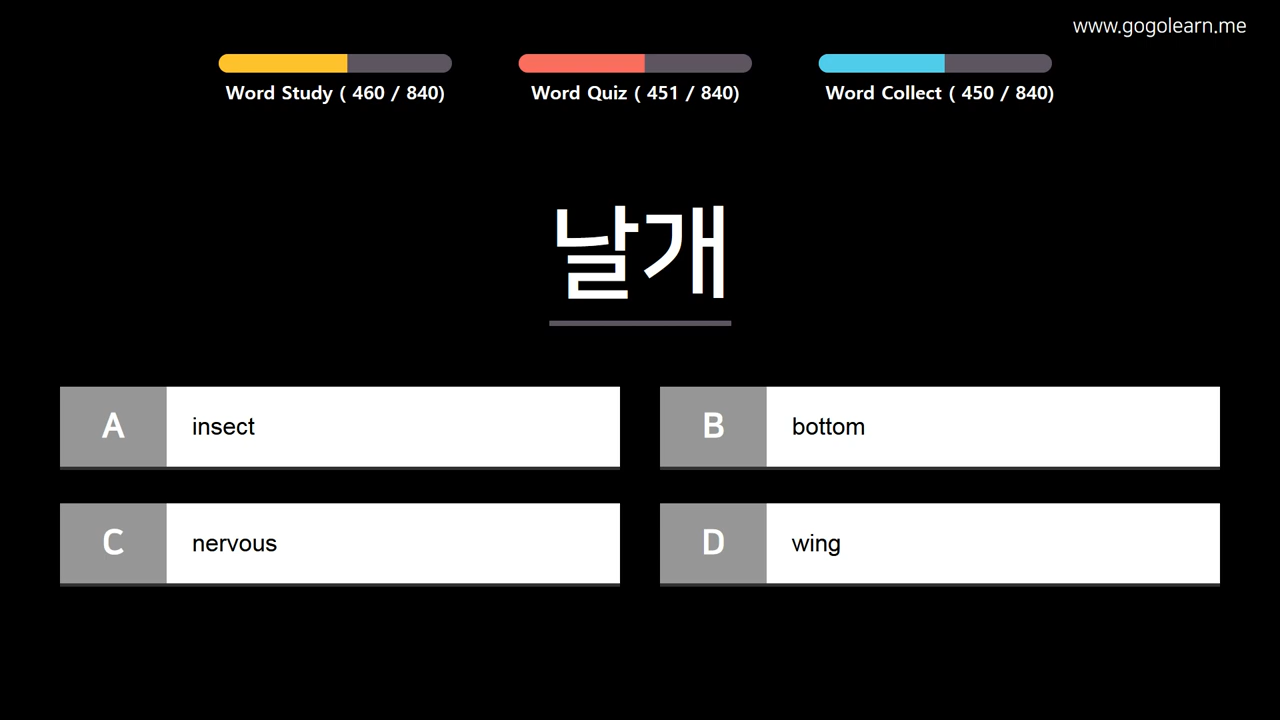 www.gogolearn.me
Word Study ( 460 / 840)
Word Quiz ( 451 / 840)
Word Collect ( 450 / 840)
날개
A insect
B bottom
C nervous
D wing